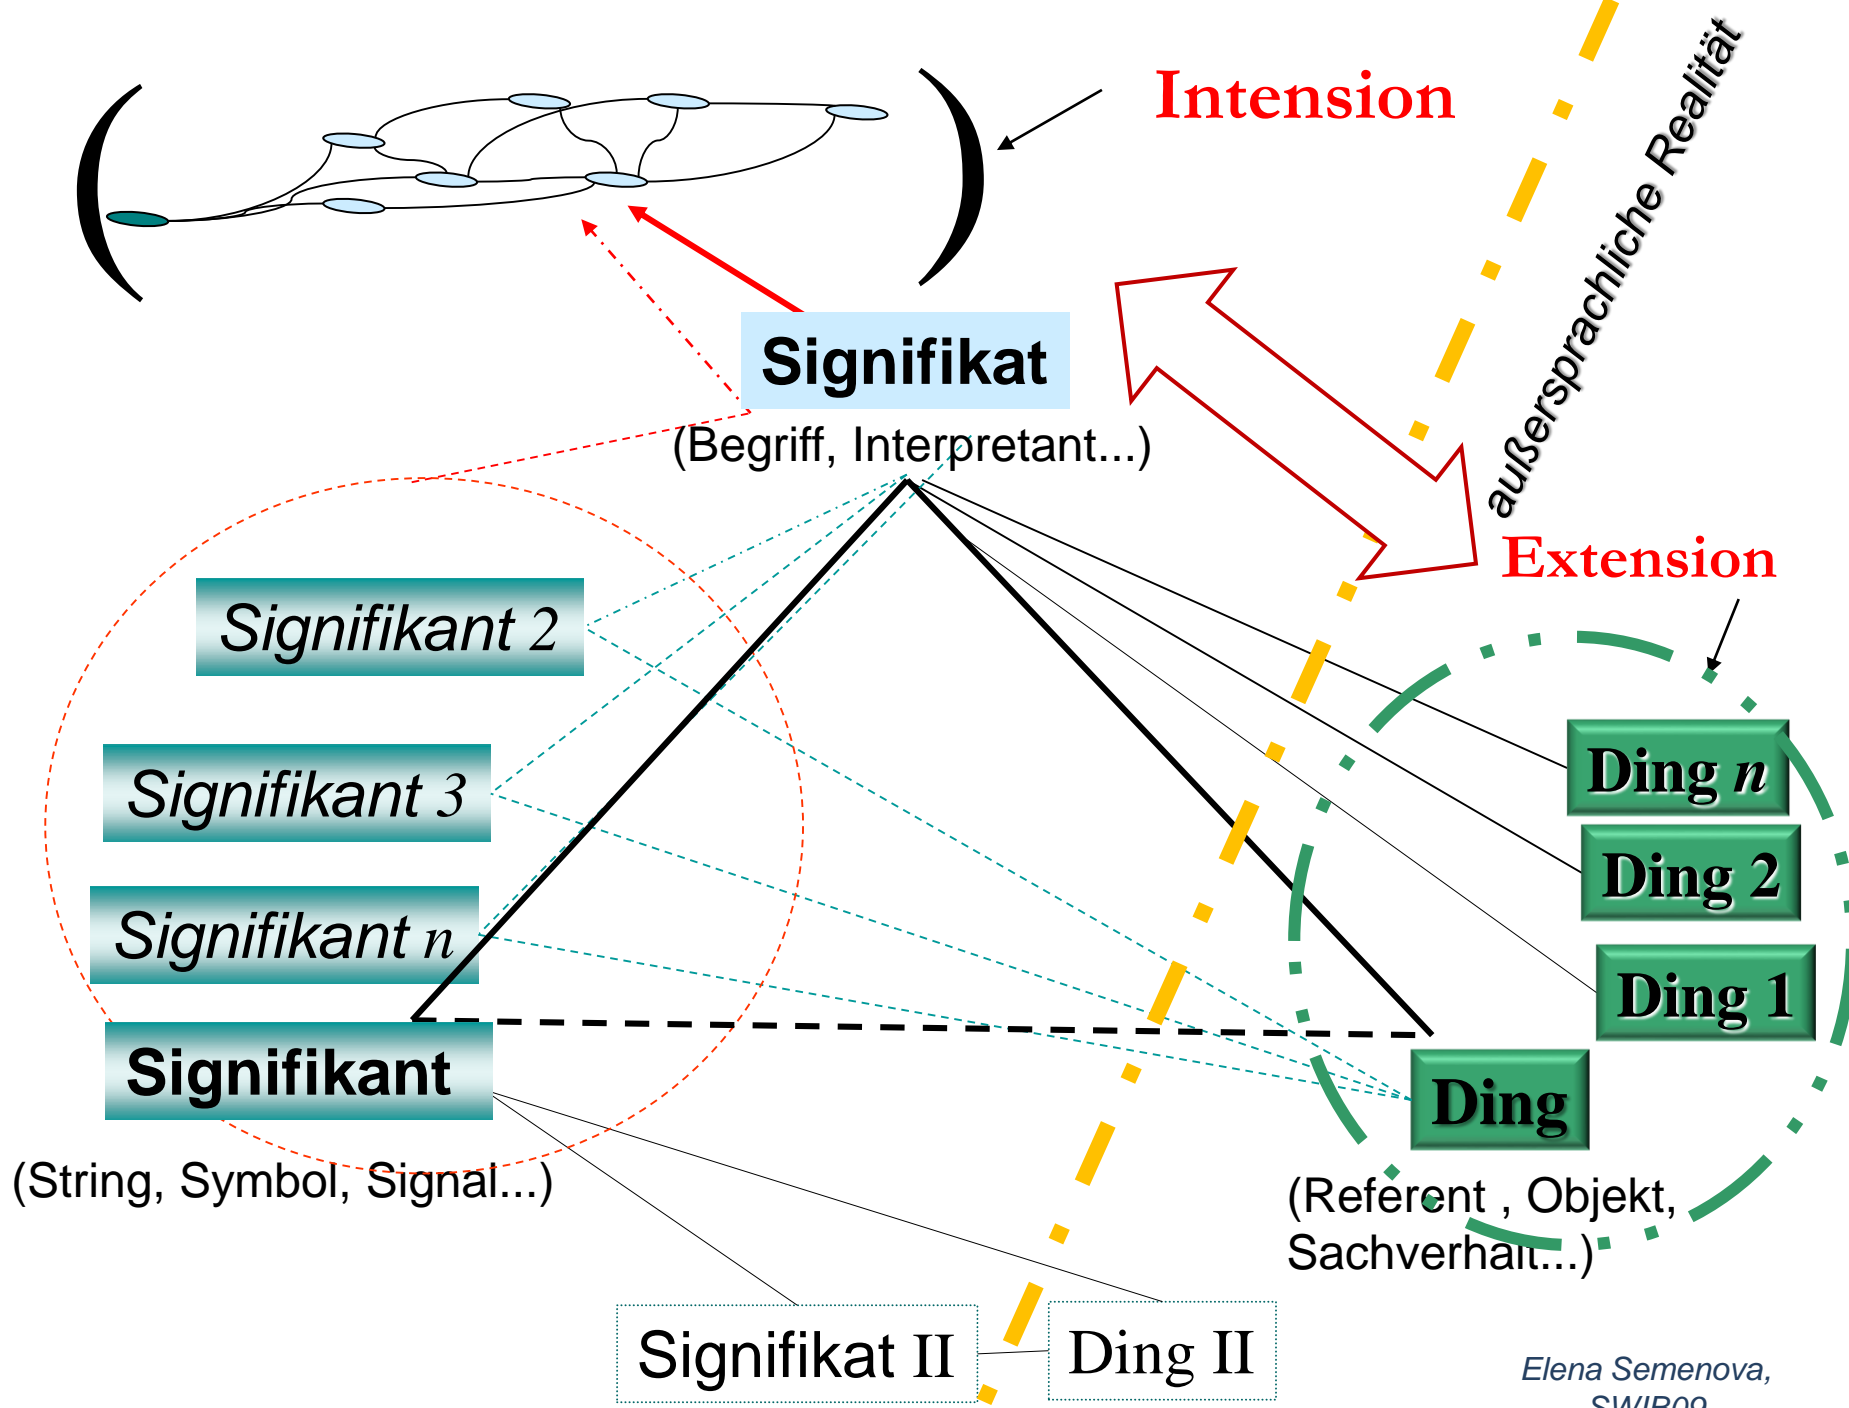 Intension
außersprachliche Realität
Signifikat
(Begriff, Interpretant...)
Extension
Signifikant 2
Signifikant 3
Signifikant n
Signifikant
(String, Symbol, Signal...)
Ding n
Ding 2
Ding 1
Ding
(Referent , Objekt,
Sachverhalt...)
Signifikat II
Ding II
Elena Semenova,
SWIB09